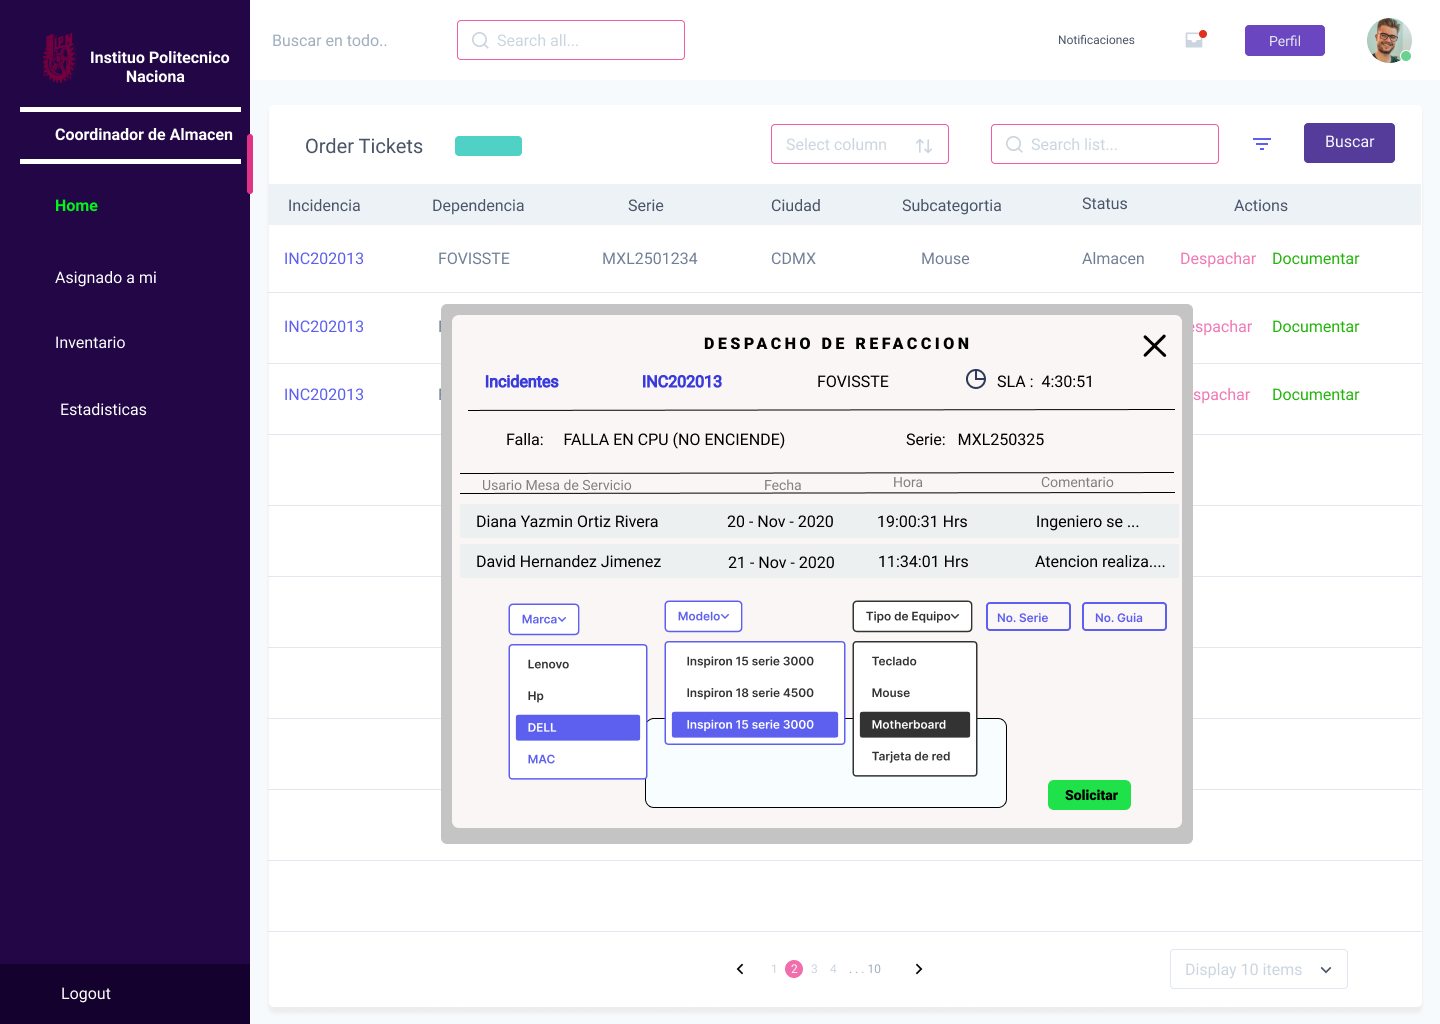 Instituo Politecnico
Naciona
Coordinador de Almacen
Home
Asignado a mi
Inventario
Estadisticas
Logout
Buscar en todo..
Search all...
Notificaciones
Perfil
Order Tickets
Select column
Search list...
Buscar
Incidencia Dependencia Serie Ciudad Subcategortia Status Actions
INC202013 FOVISSTE MXL2501234 CDMX Mouse Almacen Despachar Documentar
INC202013 espachar Documentar
INC202013 spachar Documentar
DESPACHO DE REFACCION
Incidentes INC202013 FOVISSTE SLA : 4:30:51
Falla: FALLA EN CPU (NO ENCIENDE) Serie: MXL250325
Usario Mesa de Servicio Fecha Hora Comentario
Diana Yazmin Ortiz Rivera 20 - Nov - 2020 19:00:31 Hrs Ingeniero se ...
David Hernandez Jimenez 21 - Nov - 2020 11:34:01 Hrs Atencion realiza....
Marca Modelo Tipo de Equipo No. Serie No. Guia
Lenovo Inspiron 15 serie 3000 Teclado
Hp Inspiron 18 serie 4500 Mouse
DELL Inspiron 15 serie 3000 Motherboard
MAC Tarjeta de red
Solicitar
1 2 3 4 . . . 10
Display 10 items